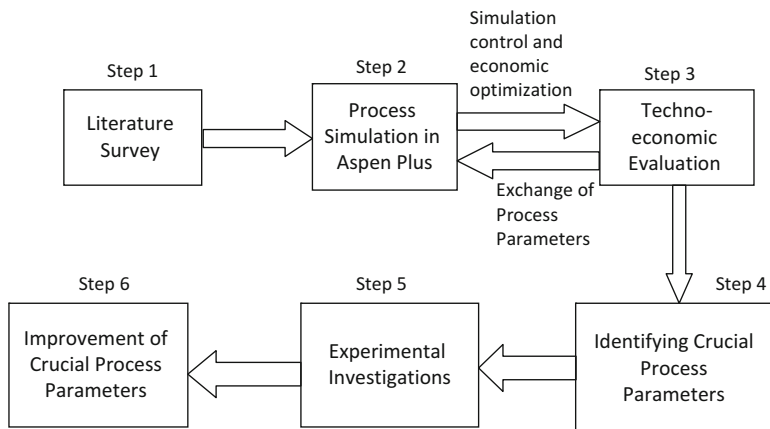 Step 1
Literature
Survey
Step 2
Process
Simulation in
Aspen Plus
Simulation
control and
economic
optimization
Exchange of
Process
Parameters
Step 3
Techno-
economic
Evaluation
Step 4
Identifying Crucial
Process
Parameters
Step 5
Experimental
Investigations
Step 6
Improvement of
Crucial Process
Parameters